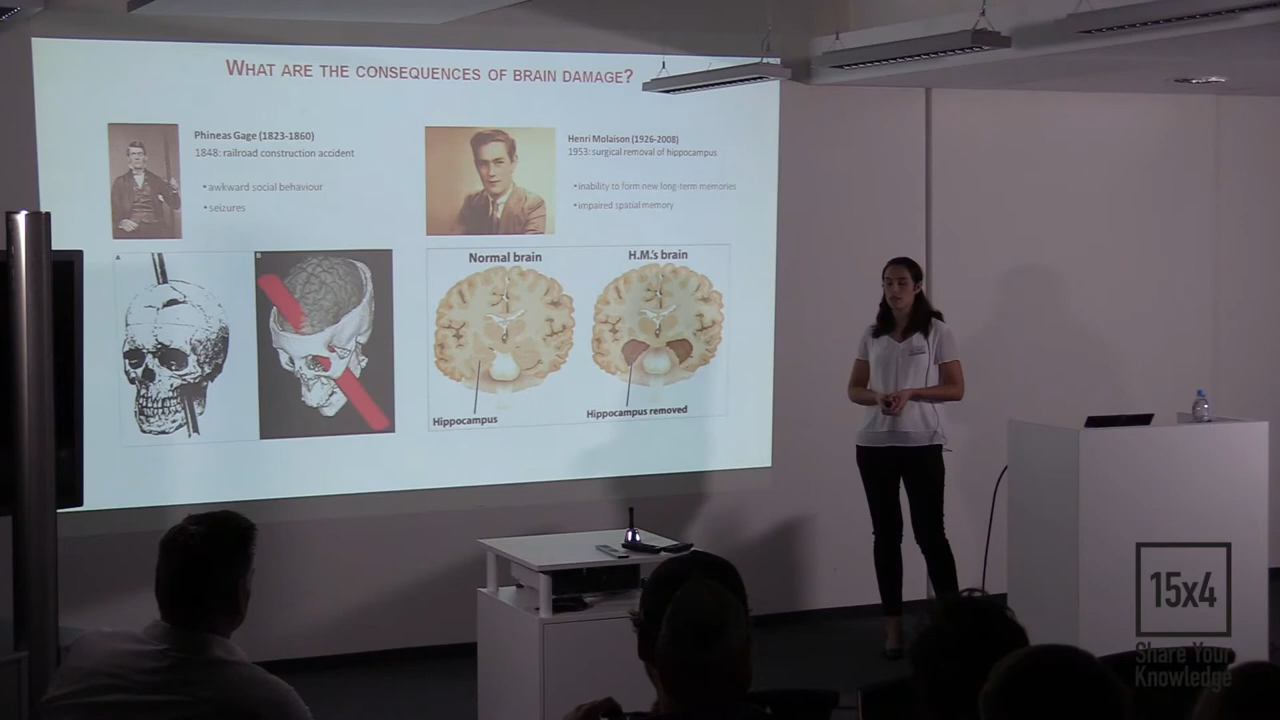 WHAT ARE THE CONSEQUENCES OF BRAIN DAMAGE?
Phineas Gage (1823-1860)
1848: railroad construction accident
•awkward social behaviour
•seizures
Henri Molaison (1926-2008)
1953: surgical removal of hippocampus
•inability to form new long-term memories
•impaired spatial memory
A
B
Normal brain
H.M.'s brain
Hippocampus
Hippocampus removed
15x4
Share Your
Knowledge